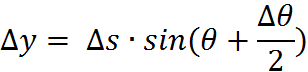 Δy = Δs · sin(θ + Δθ/2)